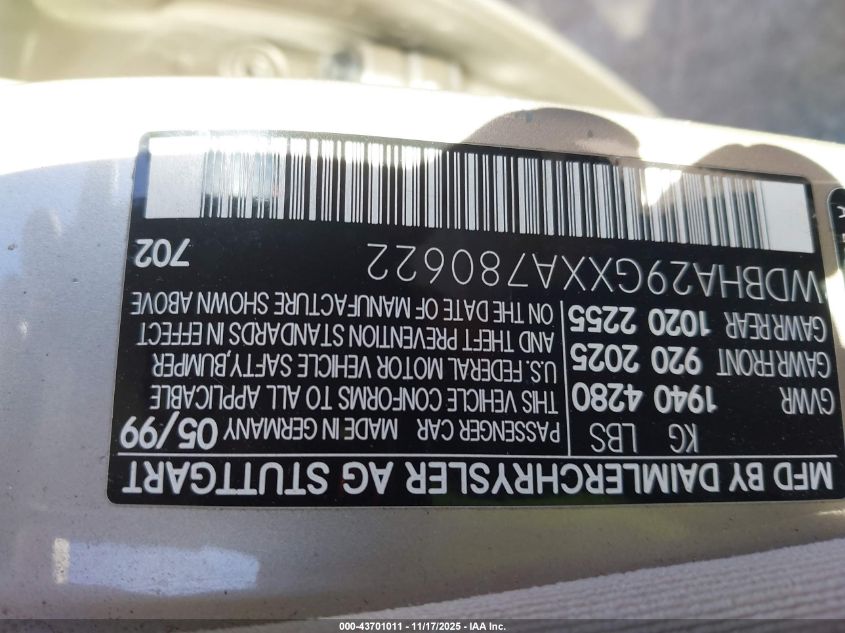 MFD BY DAIMLERCHRYSLER AG STUTTGART
KG LBS
GVWR 1940 4280
GAWR FRONT 920 2025
GAWR REAR 1020 2255
PASSENGER CAR MADE IN GERMANY 05/99
THIS VEHICLE CONFORMS TO ALL APPLICABLE
U.S. FEDERAL MOTOR VEHICLE SAFTY,BUMPER
AND THEFT PREVENTION STANDARDS IN EFFECT
ON THE DATE OF MANUFACTURE SHOWN ABOVE
WDBHA29GXXA780622
702
000-43701011 — 11/17/2025 - IAA Inc.